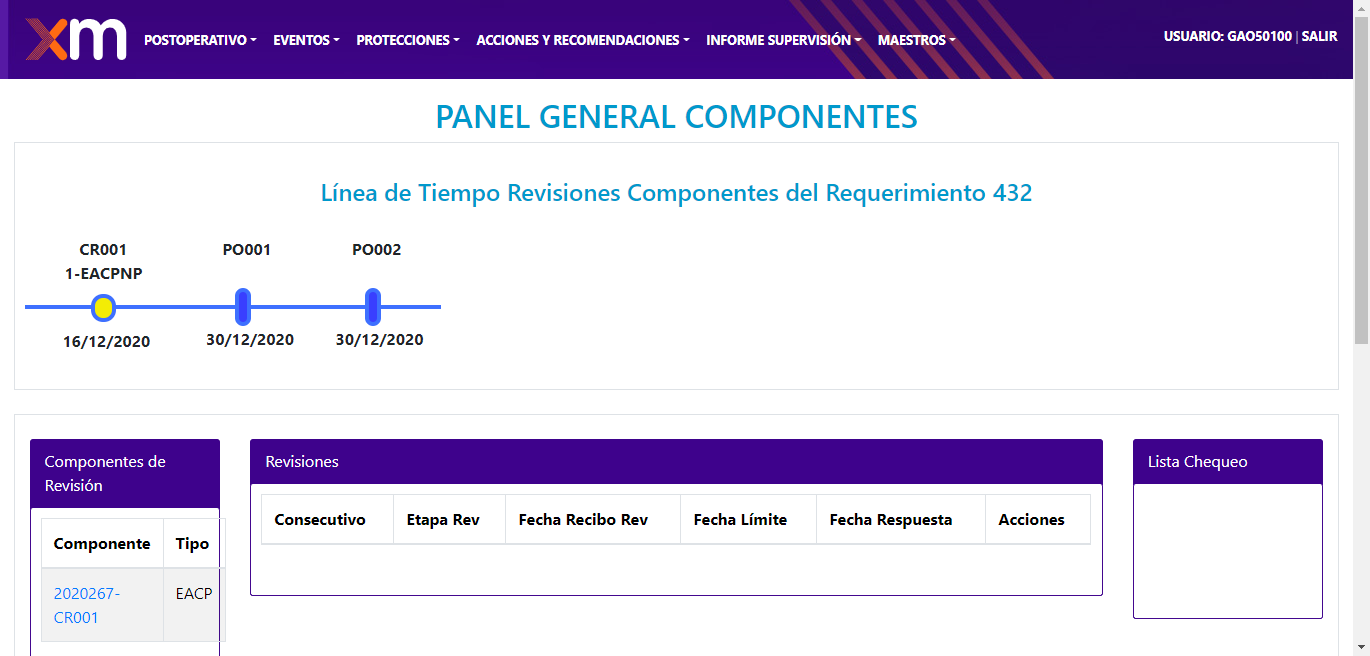 xm
POSTOPERATIVO EVENTOS PROTECCIONES ACCIONES Y RECOMENDACIONES INFORME SUPERVISIÓN MAESTROS USUARIO: GAO50100 | SALIR
PANEL GENERAL COMPONENTES
Línea de Tiempo Revisiones Componentes del Requerimiento 432
CR001 PO001 PO002
1-EACPNP
16/12/2020 30/12/2020 30/12/2020
Componentes de
Revisión
Componente Tipo
2020267- EACP
CR001
Revisiones
Consecutivo Etapa Rev Fecha Recibo Rev Fecha Límite Fecha Respuesta Acciones
Lista Chequeo